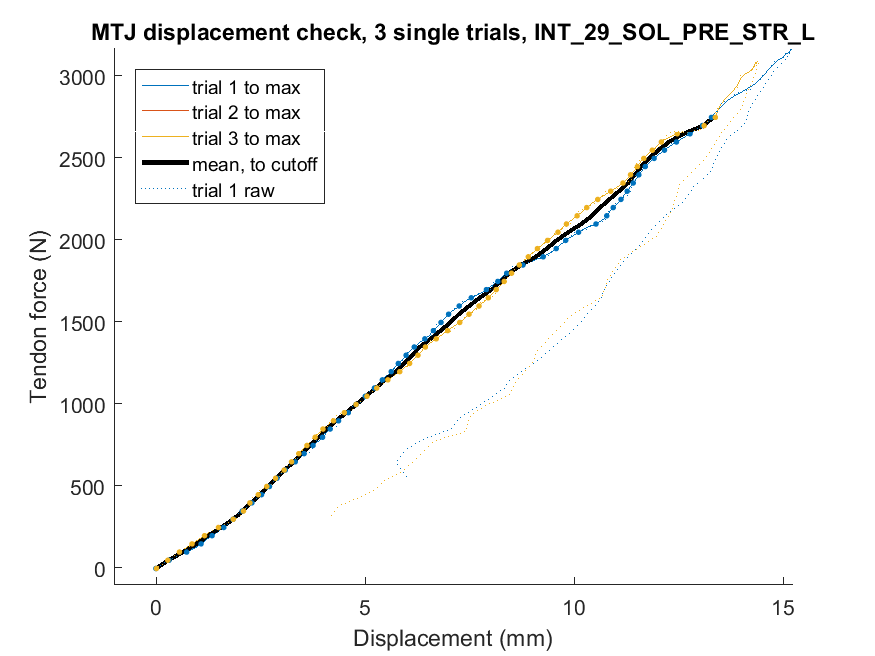 MTJ displacement check, 3 single trials, INT_29_SOL_PRE_STR_L
3000
2500
2000
1500
1000
500
0
Tendon force (N)
trial 1 to max
trial 2 to max
trial 3 to max
mean, to cutoff
trial 1 raw
0 5 10 15
Displacement (mm)